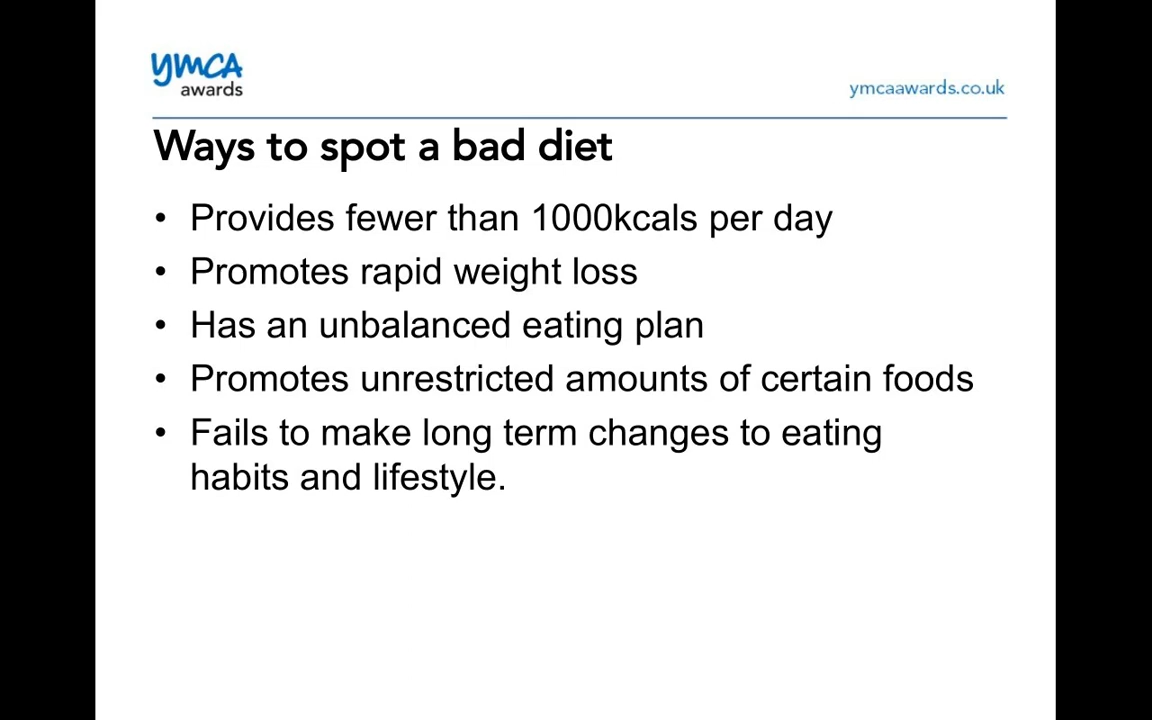 ymca
awards
ymcaawards.co.uk
Ways to spot a bad diet
• Provides fewer than 1000kcals per day
• Promotes rapid weight loss
• Has an unbalanced eating plan
• Promotes unrestricted amounts of certain foods
• Fails to make long term changes to eating
habits and lifestyle.